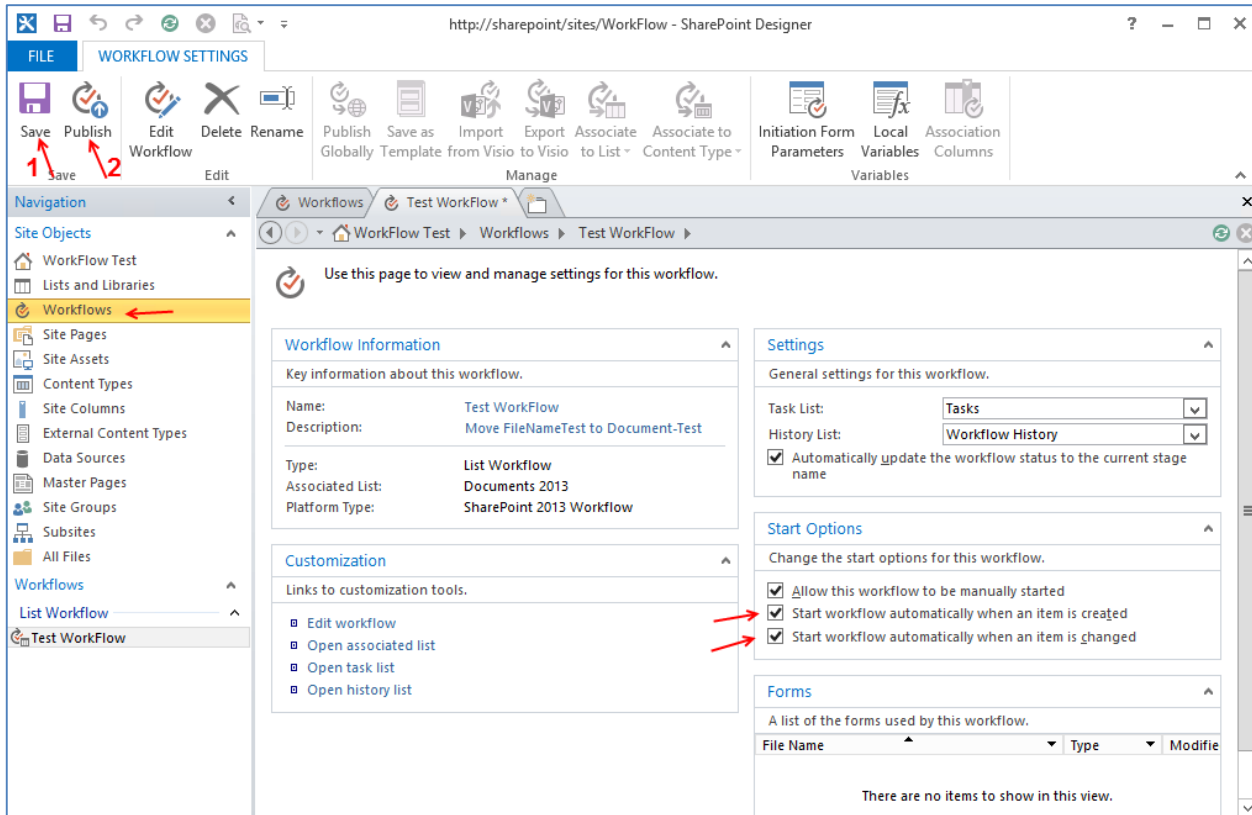 http://sharepoint/sites/WorkFlow - SharePoint Designer
FILE
WORKFLOW SETTINGS
Save
Publish
Edit Workflow
Delete
Rename
Publish Globally
Save as Template
Import from Visio
Export to Visio
Associate to List
Associate to Content Type
Initiation Form Parameters
Local Variables
Association Columns
1
2
Save
Edit
Manage
Variables
Navigation
Site Objects
WorkFlow Test
Lists and Libraries
Workflows
Site Pages
Site Assets
Content Types
Site Columns
External Content Types
Data Sources
Master Pages
Site Groups
Subsites
All Files
Workflows
List Workflow
Test WorkFlow
Workflows
Test WorkFlow *
WorkFlow Test
Workflows
Test WorkFlow
Use this page to view and manage settings for this workflow.
Workflow Information
Key information about this workflow.
Name: Test WorkFlow
Description: Move FileNameTest to Document-Test
Type: List Workflow
Associated List: Documents 2013
Platform Type: SharePoint 2013 Workflow
Customization
Links to customization tools.
Edit workflow
Open associated list
Open task list
Open history list
Settings
General settings for this workflow.
Task List: Tasks
History List: Workflow History
Automatically update the workflow status to the current stage
name
Start Options
Change the start options for this workflow.
Allow this workflow to be manually started
Start workflow automatically when an item is created
Start workflow automatically when an item is changed
Forms
A list of the forms used by this workflow.
File Name
Type
Modifie
There are no items to show in this view.